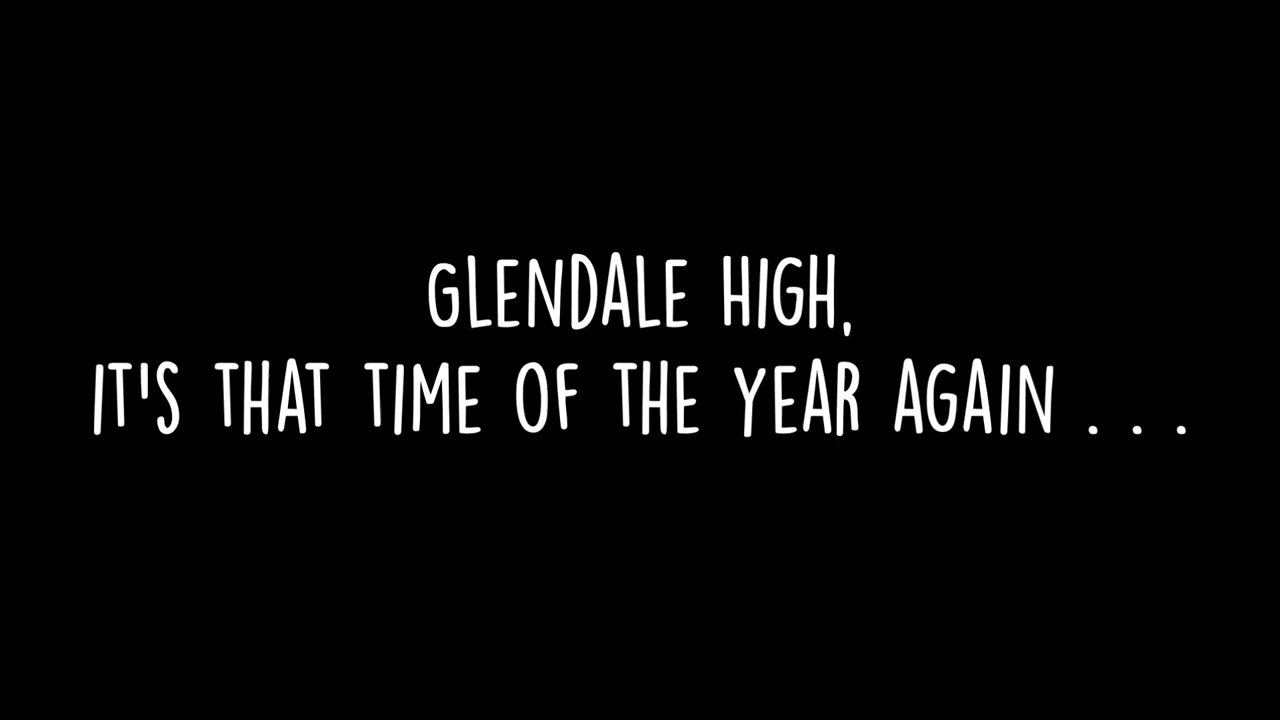 GLENDALE HIGH,
IT'S THAT TIME OF THE YEAR AGAIN . . .